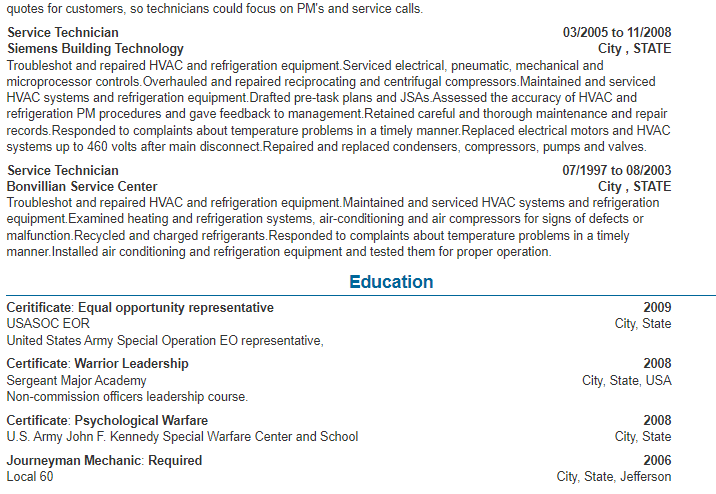 quotes for customers, so technicians could focus on PM's and service calls.
Service Technician 03/2005 to 11/2008
Siemens Building Technology City , STATE
Troubleshot and repaired HVAC and refrigeration equipment.Serviced electrical, pneumatic, mechanical and
microprocessor controls.Overhauled and repaired reciprocating and centrifugal compressors.Maintained and serviced
HVAC systems and refrigeration equipment.Drafted pre-task plans and JSAs.Assessed the accuracy of HVAC and
refrigeration PM procedures and gave feedback to management.Retained careful and thorough maintenance and repair
records.Responded to complaints about temperature problems in a timely manner.Replaced electrical motors and HVAC
systems up to 460 volts after main disconnect.Repaired and replaced condensers, compressors, pumps and valves.
Service Technician 07/1997 to 08/2003
Bonvillian Service Center City , STATE
Troubleshot and repaired HVAC and refrigeration equipment.Maintained and serviced HVAC systems and refrigeration
equipment.Examined heating and refrigeration systems, air-conditioning and air compressors for signs of defects or
malfunction.Recycled and charged refrigerants.Responded to complaints about temperature problems in a timely
manner.Installed air conditioning and refrigeration equipment and tested them for proper operation.
Education
Ceritificate: Equal opportunity representative 2009
USASOC EOR City, State
United States Army Special Operation EO representative,
Certificate: Warrior Leadership 2008
Sergeant Major Academy City, State, USA
Non-commission officers leadership course.
Certificate: Psychological Warfare 2008
U.S. Army John F. Kennedy Special Warfare Center and School City, State
Journeyman Mechanic: Required 2006
Local 60 City, State, Jefferson